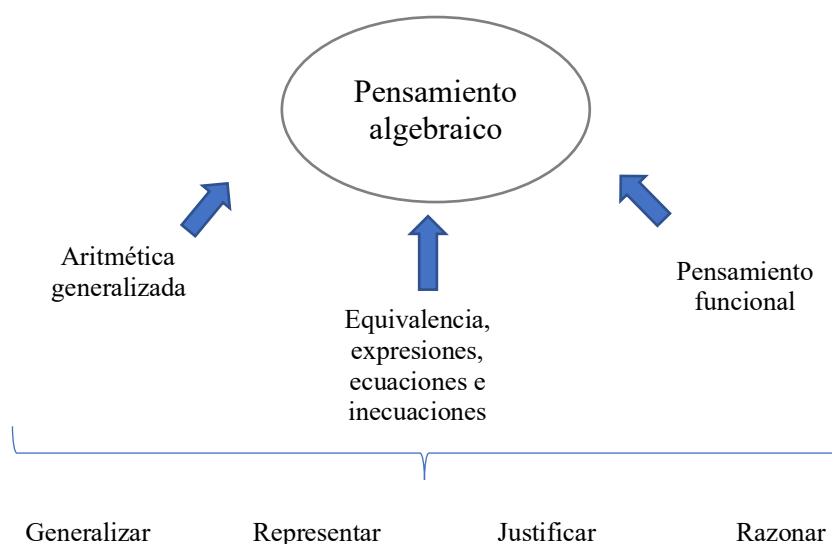 Pensamiento
algebraico
Aritmética
generalizada
Equivalencia,
expresiones,
ecuaciones e
inecuaciones
Pensamiento
funcional
Generalizar
Representar
Justificar
Razonar